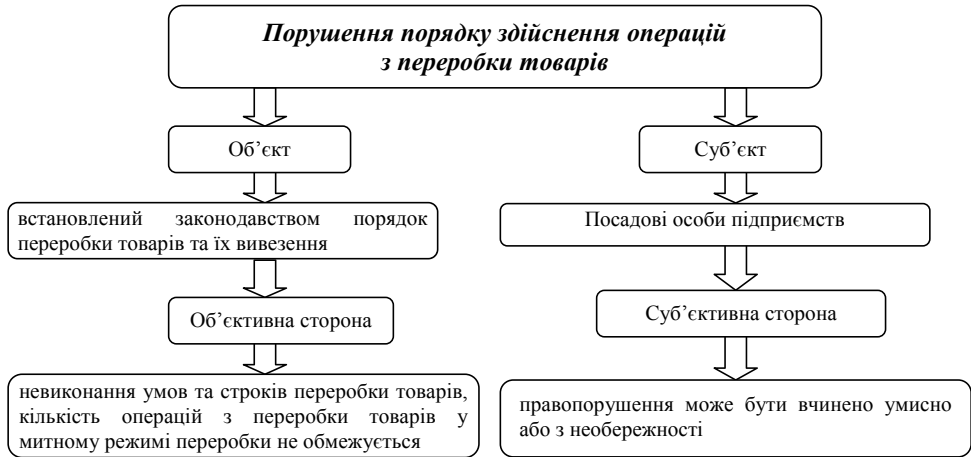 Порушення порядку здійснення операцій
з переробки товарів
Об’єкт
встановлений законодавством порядок
переробки товарів та їх вивезення
Об’єктивна сторона
невиконання умов та строків переробки товарів,
кількість операцій з переробки товарів у
митному режимі переробки не обмежується
Суб’єкт
Посадові особи підприємств
Суб’єктивна сторона
правопорушення може бути вчинено умисно
або з необережності